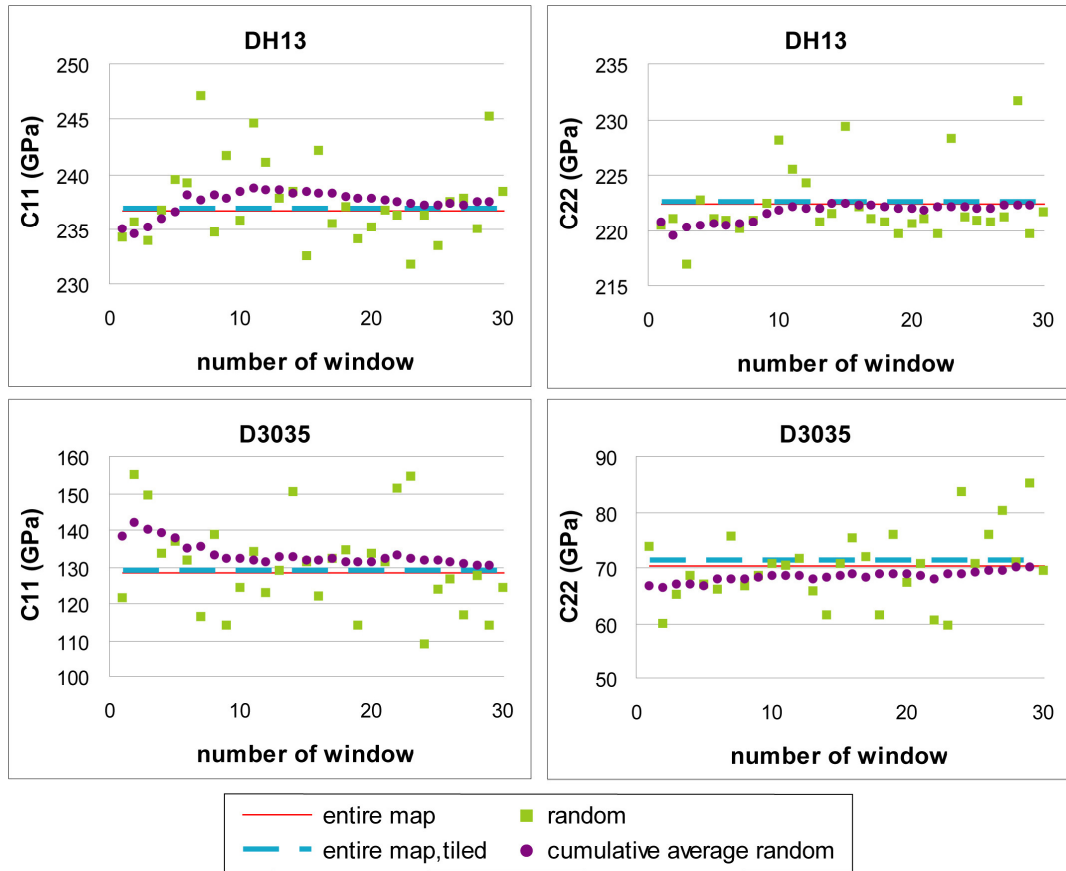 DH13
C11 (GPa)
250
245
240
235
230
0 10 20 30
number of window
DH13
C22 (GPa)
235
230
225
220
215
0 10 20 30
number of window
D3035
C11 (GPa)
160
150
140
130
120
110
100
0 10 20 30
number of window
D3035
C22 (GPa)
90
80
70
60
50
0 10 20 30
number of window
entire map
random
entire map,tiled
cumulative average random